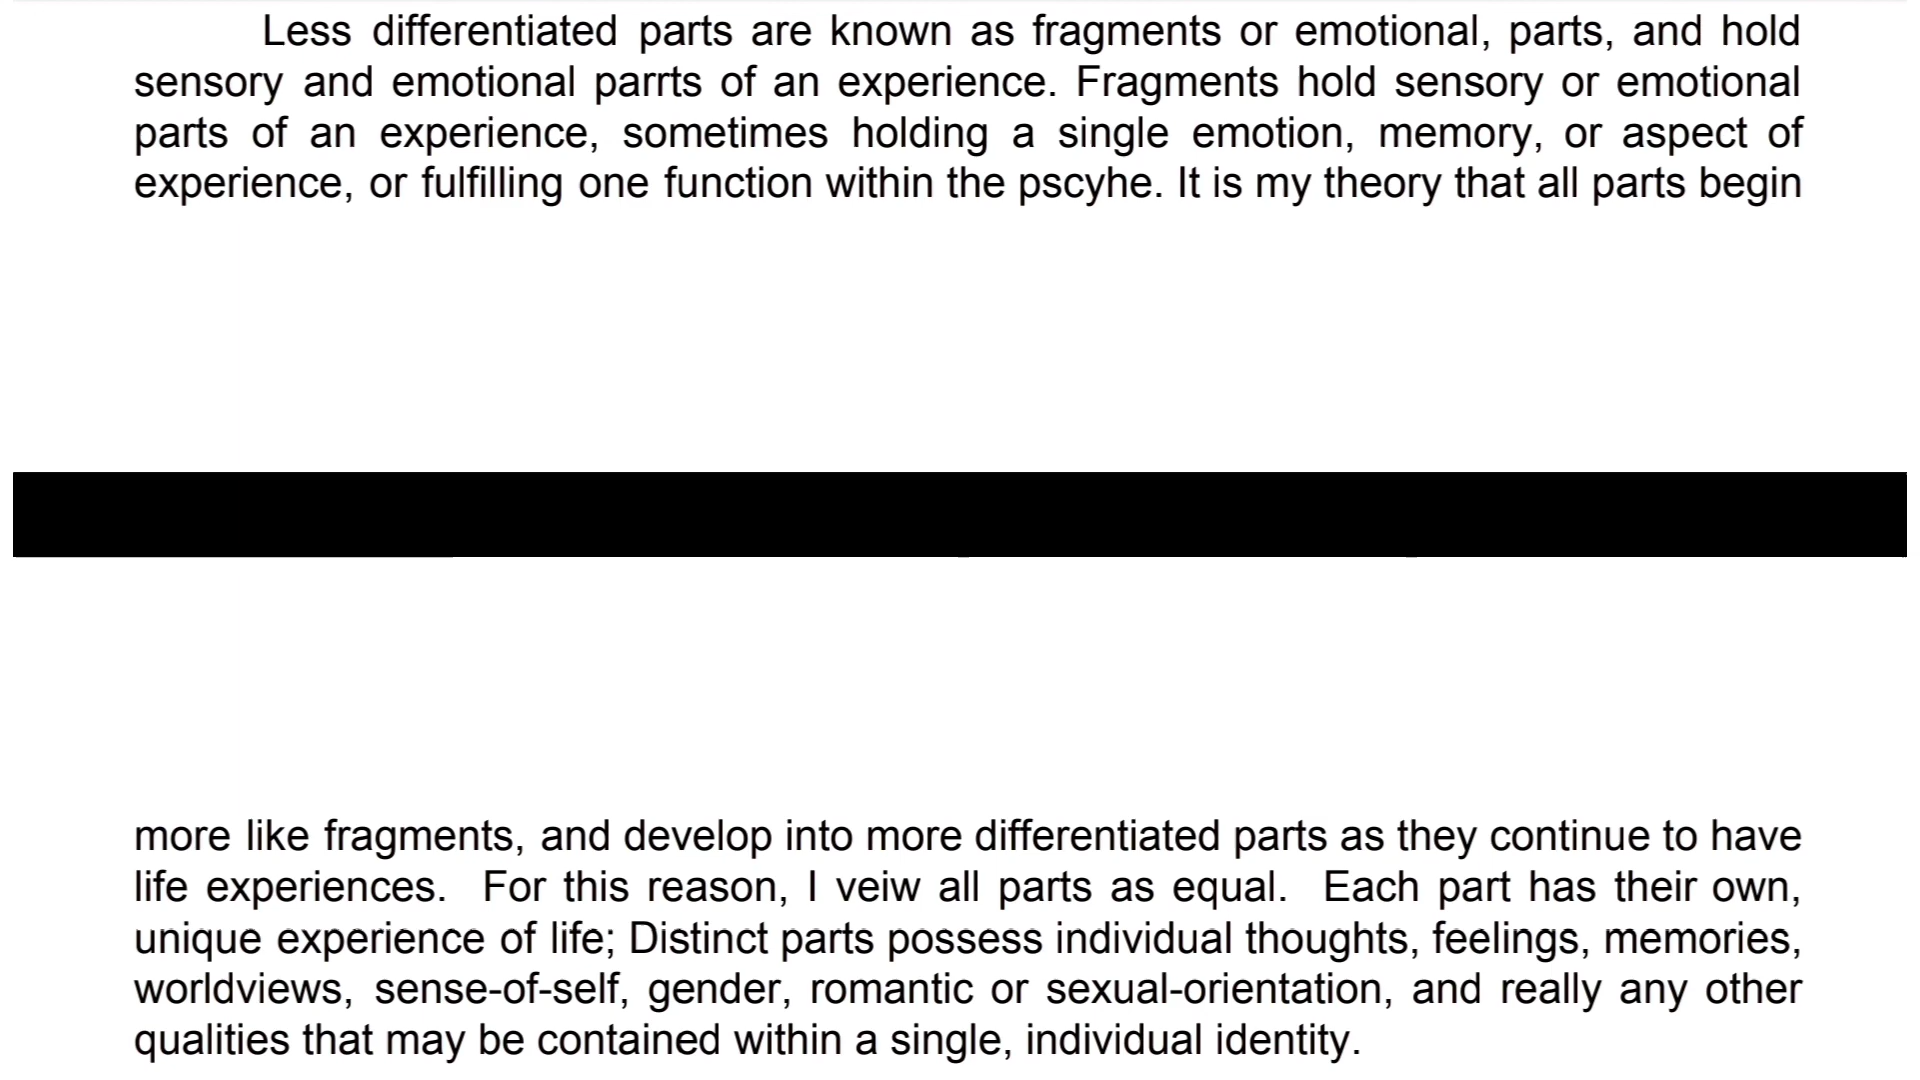 Less differentiated parts are known as fragments or emotional, parts, and hold
sensory and emotional parrts of an experience. Fragments hold sensory or emotional
parts of an experience, sometimes holding a single emotion, memory, or aspect of
experience, or fulfilling one function within the pscyhe. It is my theory that all parts begin
more like fragments, and develop into more differentiated parts as they continue to have
life experiences.  For this reason, I veiw all parts as equal.  Each part has their own,
unique experience of life; Distinct parts possess individual thoughts, feelings, memories,
worldviews, sense-of-self, gender, romantic or sexual-orientation, and really any other
qualities that may be contained within a single, individual identity.